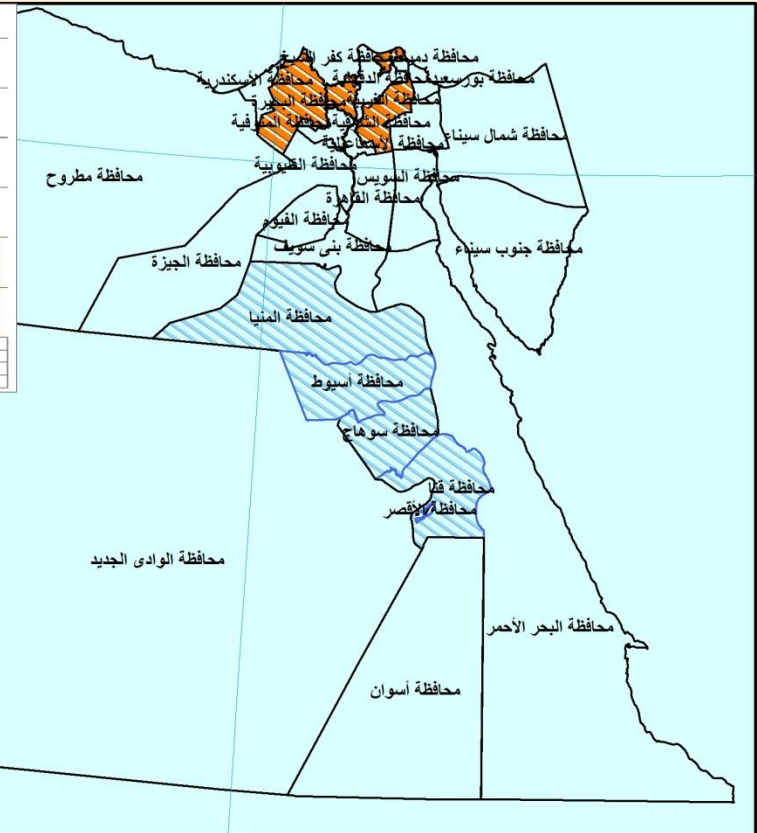 محافظة دمياط
محافظة كفر الشيخ
محافظة بورسعيد
محافظة الدقهلية
محافظة الأسكندرية
محافظة الغربية
محافظة البحيرة
محافظة الشرقية
محافظة المنوفية
محافظة شمال سيناء
محافظة الأسماعيلية
محافظة القليوبية
محافظة السويس
محافظة مطروح
محافظة القاهرة
محافظة الفيوم
محافظة بنى سويف
محافظة جنوب سيناء
محافظة الجيزة
محافظة المنيا
محافظة أسيوط
محافظة سوهاج
محافظة قنا
محافظة الأقصر
محافظة الوادى الجديد
محافظة البحر الأحمر
محافظة أسوان